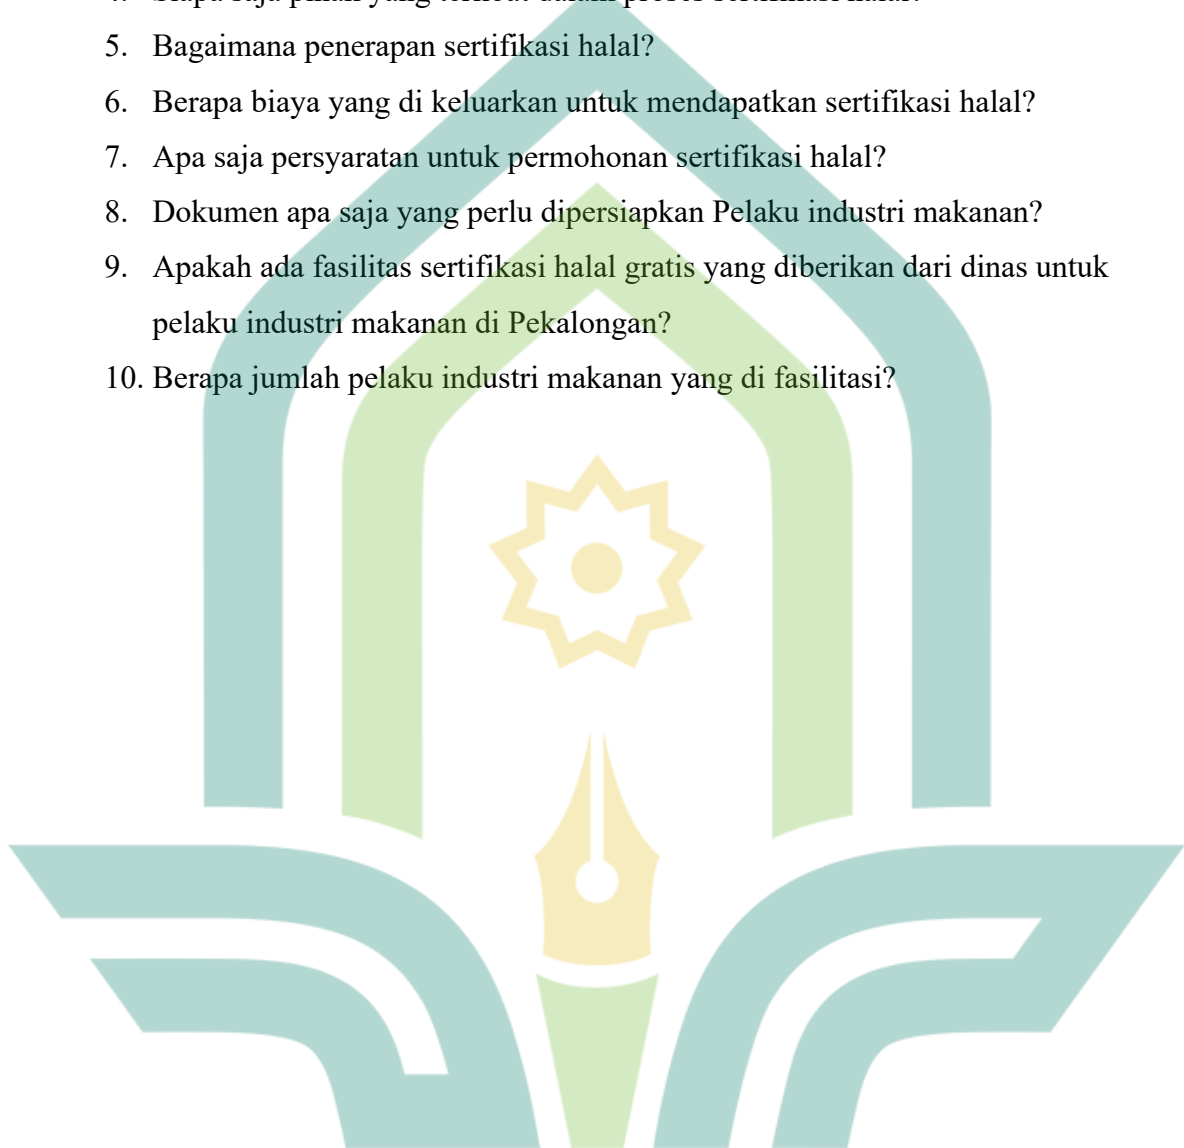 5. Bagaimana penerapan sertifikasi halal?
6. Berapa biaya yang di keluarkan untuk mendapatkan sertifikasi halal?
7. Apa saja persyaratan untuk permohonan sertifikasi halal?
8. Dokumen apa saja yang perlu dipersiapkan Pelaku industri makanan?
9. Apakah ada fasilitas sertifikasi halal gratis yang diberikan dari dinas untuk
pelaku industri makanan di Pekalongan?
10. Berapa jumlah pelaku industri makanan yang di fasilitasi?